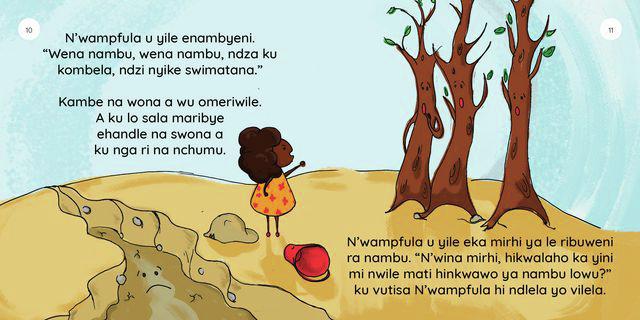 10
N'wampfula u yile enambyeni.
“Wena nambu, wena nambu, ndza ku
kombela, ndzi nyike swimatana.”
Kambe na wona a wu omeriwile.
A ku lo sala maribye
ehandle na swona a
ku nga ri na nchumu.
11
N'wampfula u yile eka mirhi ya le ribuweni
ra nambu. “N'wina mirhi, hikwalaho ka yini
mi nwile mati hinkwawo ya nambu lowu?”
ku vutisa N'wampfula hi ndlela yo vilela.